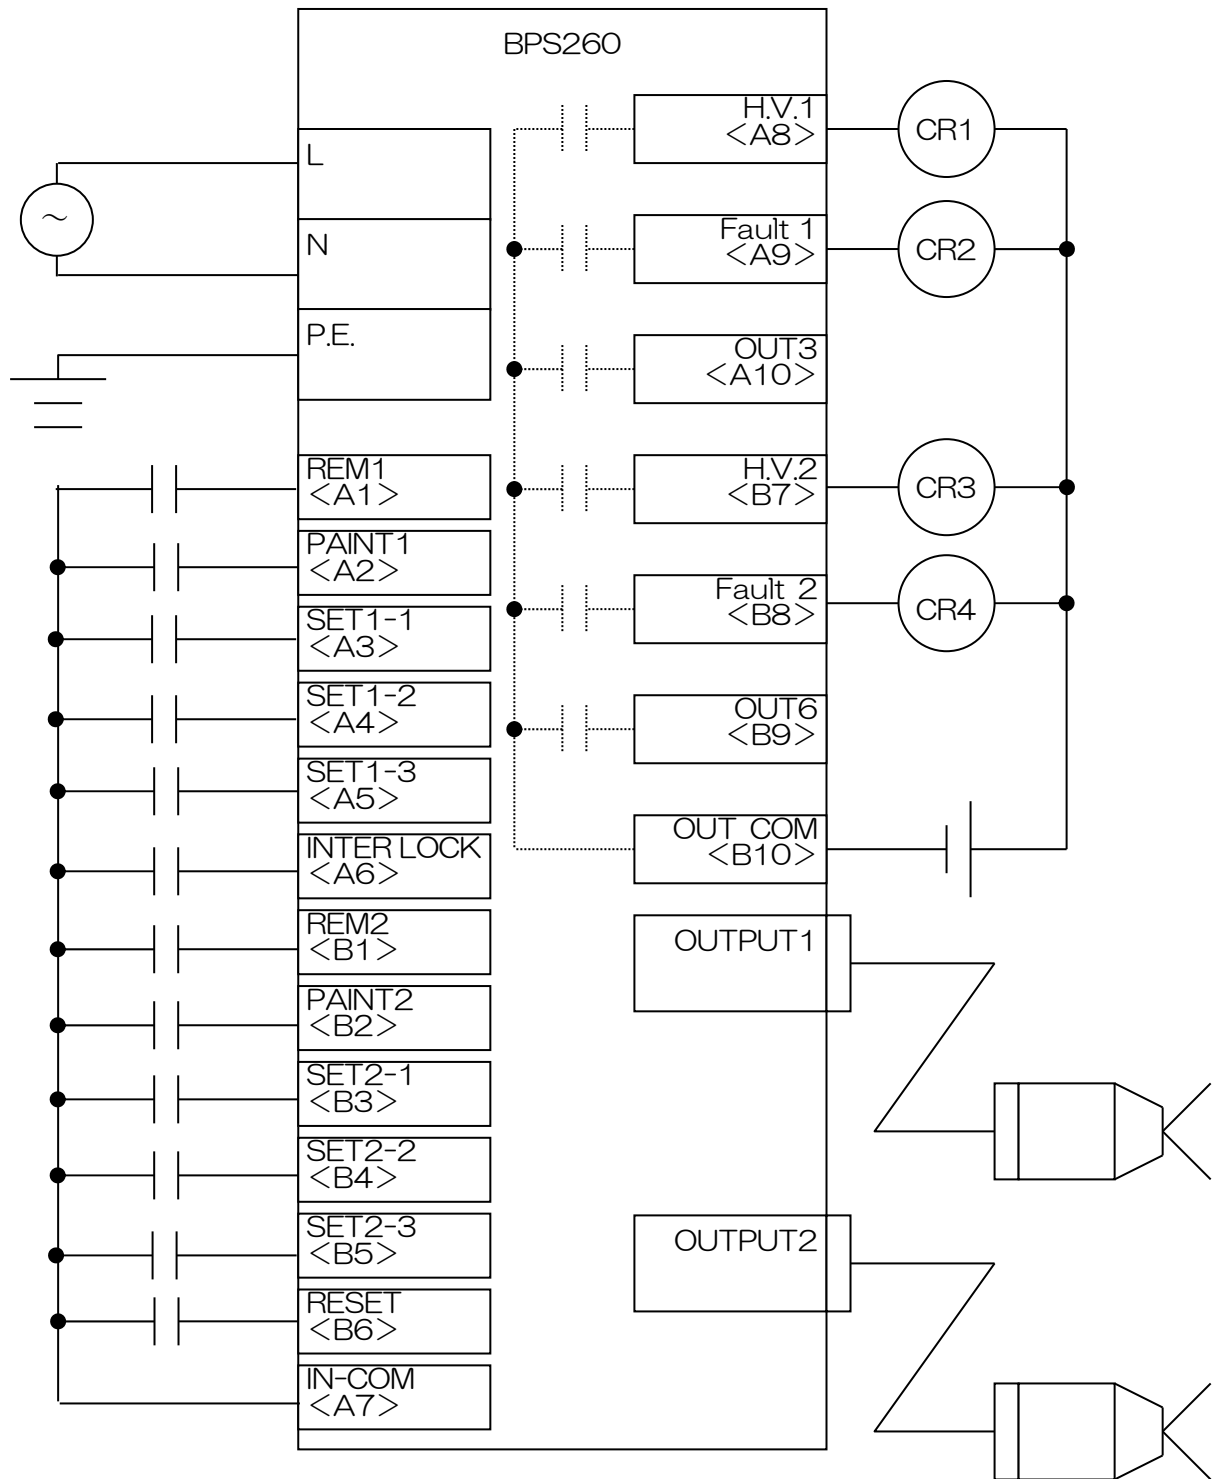 BPS260
L
N
P.E.
REM1
<A1>
PAINT1
<A2>
SET1-1
<A3>
SET1-2
<A4>
SET1-3
<A5>
INTER LOCK
<A6>
REM2
<B1>
PAINT2
<B2>
SET2-1
<B3>
SET2-2
<B4>
SET2-3
<B5>
RESET
<B6>
IN-COM
<A7>
H.V.1
<A8>
CR1
Fault 1
<A9>
CR2
OUT3
<A10>
H.V.2
<B7>
CR3
Fault 2
<B8>
CR4
OUT6
<B9>
OUT COM
<B10>
OUTPUT1
OUTPUT2